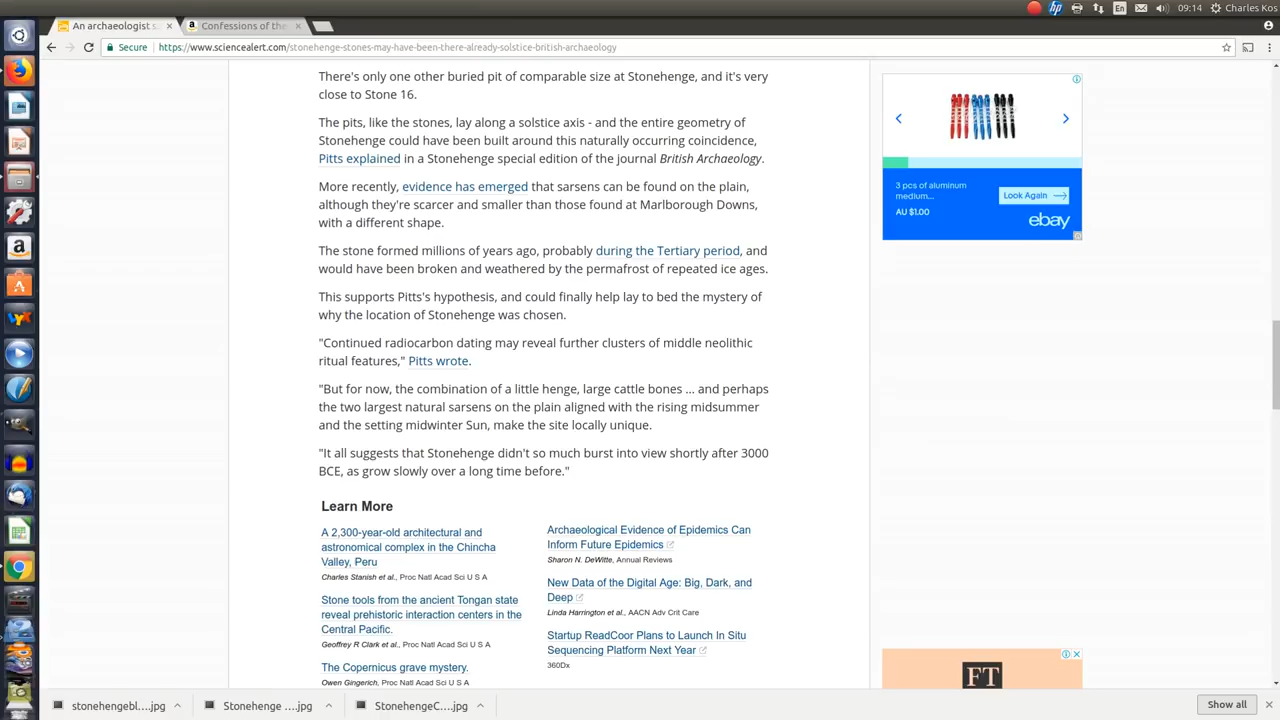 An archaeologist s
Confessions of the
En
09:14
Charles Kos
Secure
https://www.sciencealert.com/stonehenge-stones-may-have-been-there-already-solstice-british-archaeology
There's only one other buried pit of comparable size at Stonehenge, and it's very
close to Stone 16.
The pits, like the stones, lay along a solstice axis - and the entire geometry of
Stonehenge could have been built around this naturally occurring coincidence,
Pitts explained in a Stonehenge special edition of the journal British Archaeology.
More recently, evidence has emerged that sarsens can be found on the plain,
although they're scarcer and smaller than those found at Marlborough Downs,
with a different shape.
The stone formed millions of years ago, probably during the Tertiary period, and
would have been broken and weathered by the permafrost of repeated ice ages.
This supports Pitts's hypothesis, and could finally help lay to bed the mystery of
why the location of Stonehenge was chosen.
"Continued radiocarbon dating may reveal further clusters of middle neolithic
ritual features," Pitts wrote.
"But for now, the combination of a little henge, large cattle bones ... and perhaps
the two largest natural sarsens on the plain aligned with the rising midsummer
and the setting midwinter Sun, make the site locally unique.
"It all suggests that Stonehenge didn't so much burst into view shortly after 3000
BCE, as grow slowly over a long time before."
Learn More
A 2,300-year-old architectural and
astronomical complex in the Chincha
Valley, Peru
Charles Stanish et al., Proc Natl Acad Sci U S A
Stone tools from the ancient Tongan state
reveal prehistoric interaction centers in the
Central Pacific.
Geoffrey R Clark et al., Proc Natl Acad Sci U S A
The Copernicus grave mystery.
Owen Gingerich, Proc Natl Acad Sci U S A
Archaeological Evidence of Epidemics Can
Inform Future Epidemics
Sharon N. DeWitte, Annual Reviews
New Data of the Digital Age: Big, Dark, and
Deep
Linda Harrington et al., AACN Adv Crit Care
Startup ReadCoor Plans to Launch In Situ
Sequencing Platform Next Year
360Dx
3 pcs of aluminum
medium...
AU $1.00
Look Again
ebay
FT
stonehengebl....jpg
Stonehenge ....jpg
StonehengeC....jpg
Show all